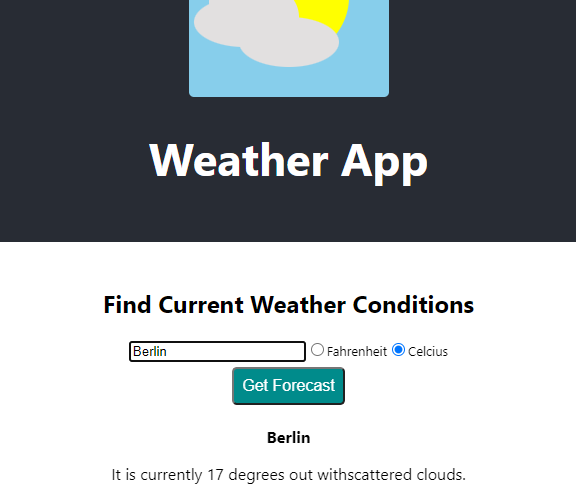 Weather App
Find Current Weather Conditions
Berlin Fahrenheit Celcius
Get Forecast
Berlin
It is currently 17 degrees out withscattered clouds.